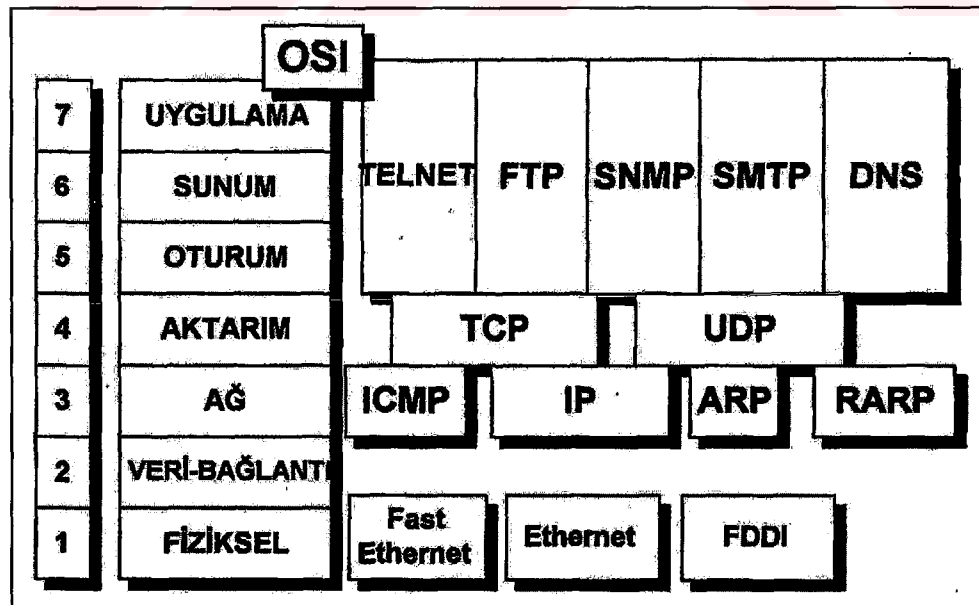 OSI
7 UYGULAMA
6 SUNUM
5 OTURUM
4 AKTARIM
3 AĞ
2 VERİ-BAĞLANTI
1 FİZİKSEL
TELNET FTP SNMP SMTP DNS
TCP UDP
ICMP IP ARP RARP
Fast
Ethernet
Ethernet
FDDI